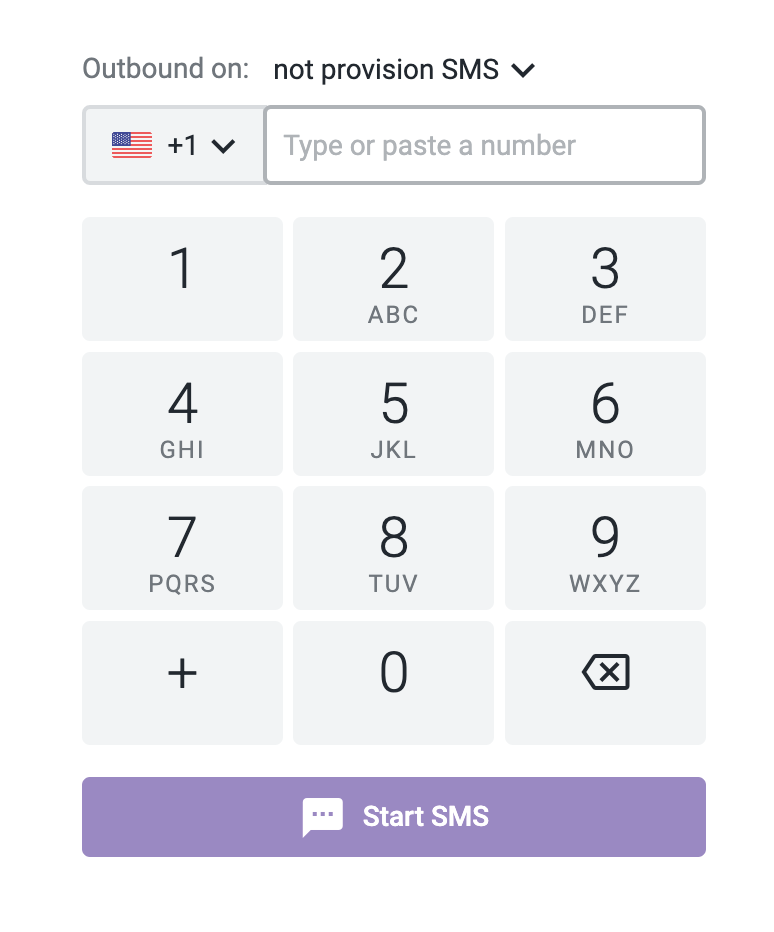 Outbound on: not provision SMS
+1 Type or paste a number
1 2 3
ABC DEF
4 5 6
GHI JKL MNO
7 8 9
PQRS TUV WXYZ
+ 0
Start SMS